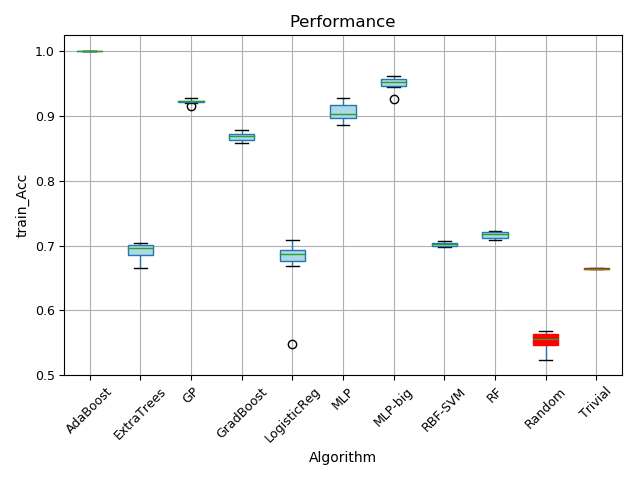 Performance
train_Acc
1.0
0.9
0.8
0.7
0.6
0.5
AdaBoost
ExtraTrees
GP
GradBoost
LogisticReg
MLP
MLP-big
RBF-SVM
RF
Random
Trivial
Algorithm